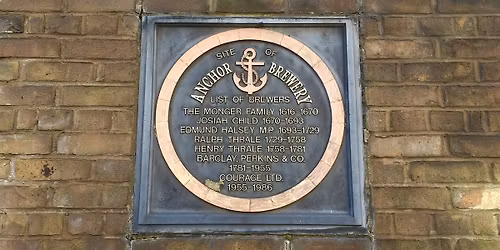 SITE OF
ANCHOR BREWERY
LIST OF BREWERS
THE MONGER FAMILY 1616-1670
JOSIAH CHILD 1670-1693
EDMUND HALSEY M.P. 1693-1729
RALPH THRALE 1729-1758
HENRY THRALE 1758-1781
BARCLAY, PERKINS & CO.
1781-1955
COURAGE LTD.
1955-1986